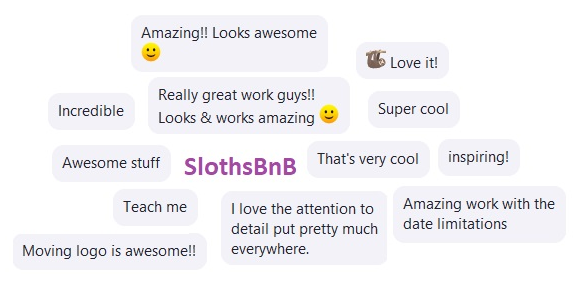 Amazing!! Looks awesome
🙂
🦥 Love it!
Really great work guys!!
Looks & works amazing 🙂
Incredible
Super cool
Awesome stuff
SlothsBnB
That's very cool
inspiring!
Teach me
I love the attention to
detail put pretty much
everywhere.
Amazing work with the
date limitations
Moving logo is awesome!!